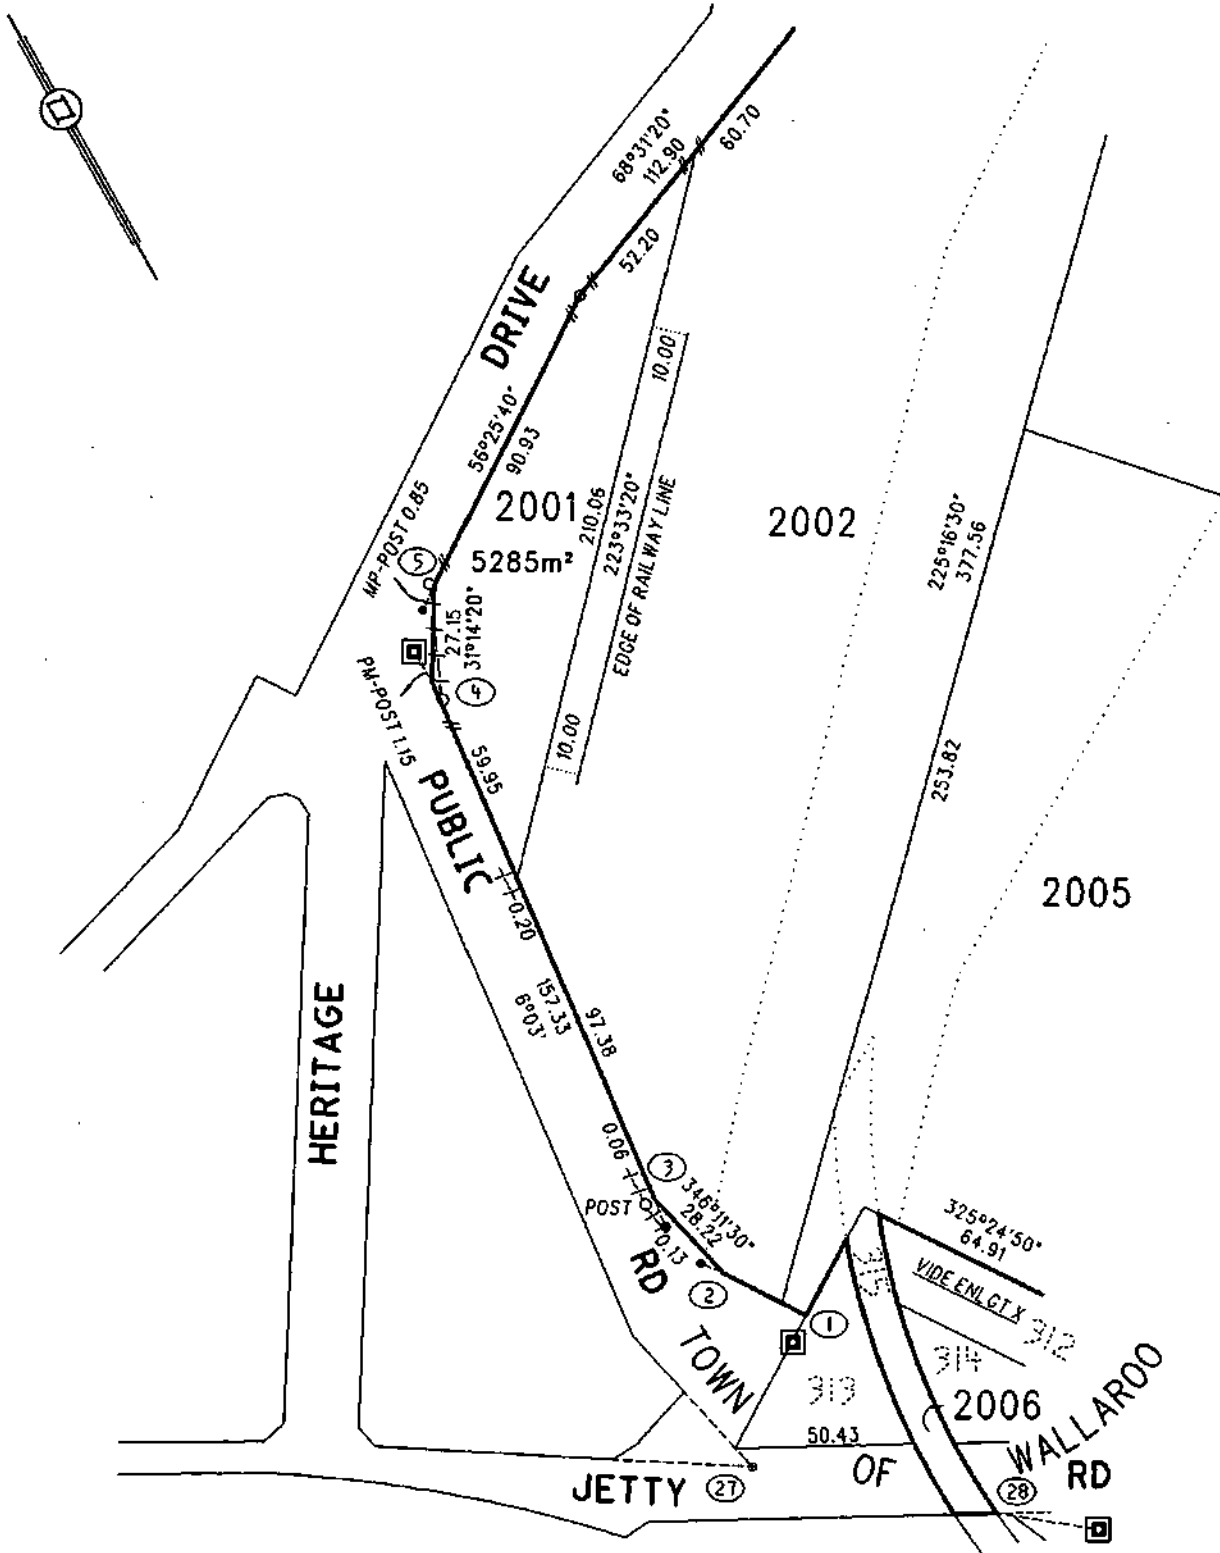 68°31'20"
112.90
60.70
52.20
DRIVE
10.00
56°25'40"
90.93
2001
5285m²
210.06
223°33'20"
EDGE OF RAILWAY LINE
2002
225°16'30"
377.56
MP-POST 0.85
5
27.15
31°14'20"
4
PM-POST 1.15
59.95
10.00
253.82
PUBLIC
2005
0.20
157.33
6°03'
97.38
HERITAGE
0.06
3
346°11'30"
28.22
POST
0.13
RD
2
1
325°24'50"
64.91
VIDE ENLGT X
315
312
314
313
TOWN
2006
50.43
WALLAROO
OF
JETTY
27
28
RD